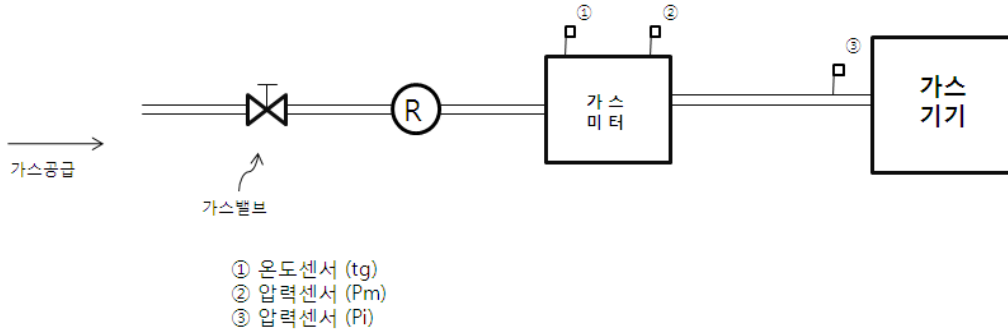 ① ②
③
R
가 스
미 터
가스
기기
가스공급
가스밸브
① 온도센서 (tg)
② 압력센서 (Pm)
③ 압력센서 (Pi)